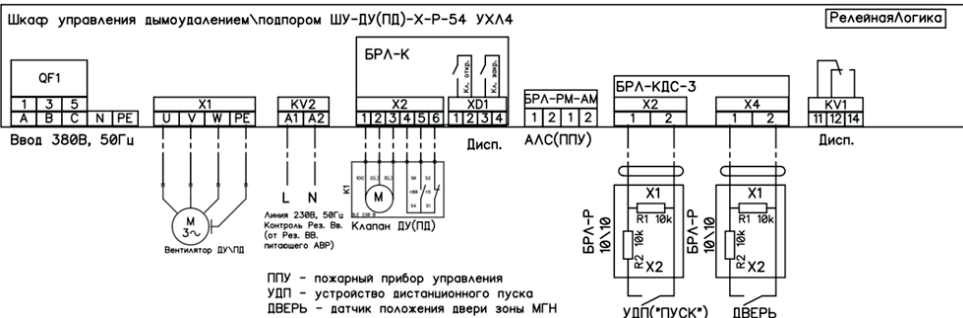 Шкаф управления дымоудалением\подпором ШУ-ДУ(ПД)-Х-Р-54 УХЛ4
РелейнаяЛогика
БРЛ-К
Кл. откр.
Кл. закр.
QF1
1 3 5
A B C N PE
X1
U V W PE
KV2
A1 A2
X2
1 2 3 4 5 6
XD1
1 2 3 4
БРЛ-РМ-АМ
1 2 1 2
БРЛ-КДС-3
X2
1 2
X4
1 2
KV1
11 12 14
Ввод 380В, 50Гц
Дисп.
АЛС(ППУ)
Дисп.
L N
K1
M
M
3~
Вентилятор ДУ\ПД
Линия 230В, 50Гц
Контроль Рез. Вв.
(от Рез. ВВ.
питающего АВР)
Клапан ДУ(ПД)
БРЛ-Р
10\10
X1
R1 10k
R2 10k
X2
БРЛ-Р
10\10
X1
R1 10k
R2 10k
X2
ППУ - пожарный прибор управления
УДП - устройство дистанционного пуска
ДВЕРЬ - датчик положения двери зоны МГН
УДП("ПУСК")
ДВЕРЬ